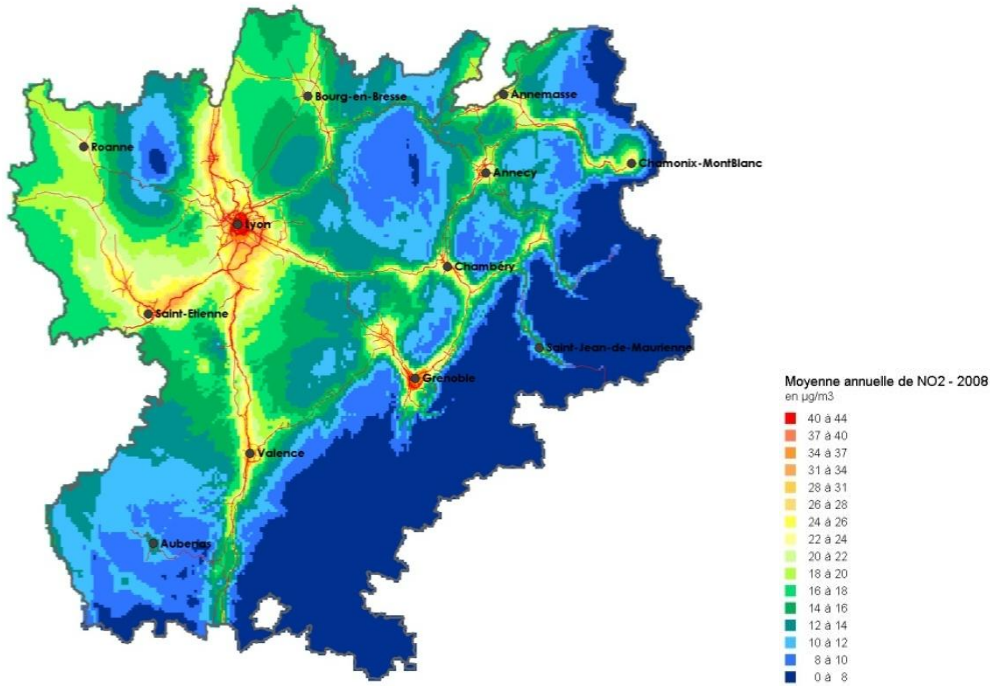 Bourg-en-Bresse
Annemasse
Roanne
Chamonix-MontBlanc
Annecy
Lyon
Chambéry
Saint-Etienne
Saint-Jean-de-Maurienne
Grenoble
Valence
Aubenas
Moyenne annuelle de NO2 - 2008
en µg/m3
40 à 44
37 à 40
34 à 37
31 à 34
28 à 31
26 à 28
24 à 26
22 à 24
20 à 22
18 à 20
16 à 18
14 à 16
12 à 14
10 à 12
8 à 10
0 à 8